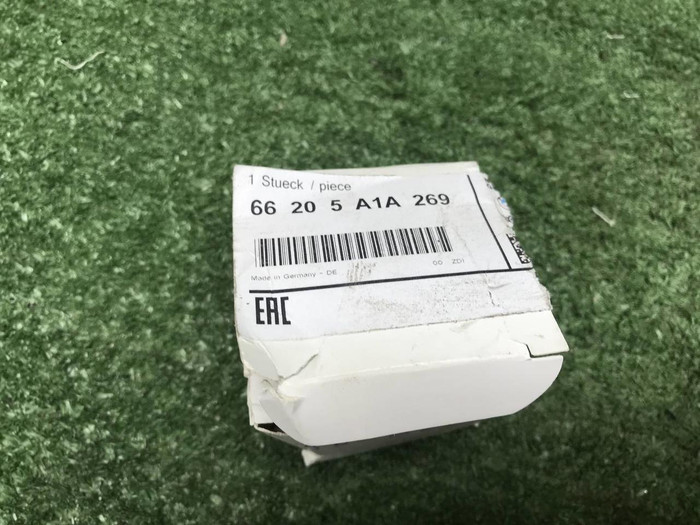 1 Stueck / piece
66 20 5 A1A 269
Made in Germany - DE 00 ZDI
EAC